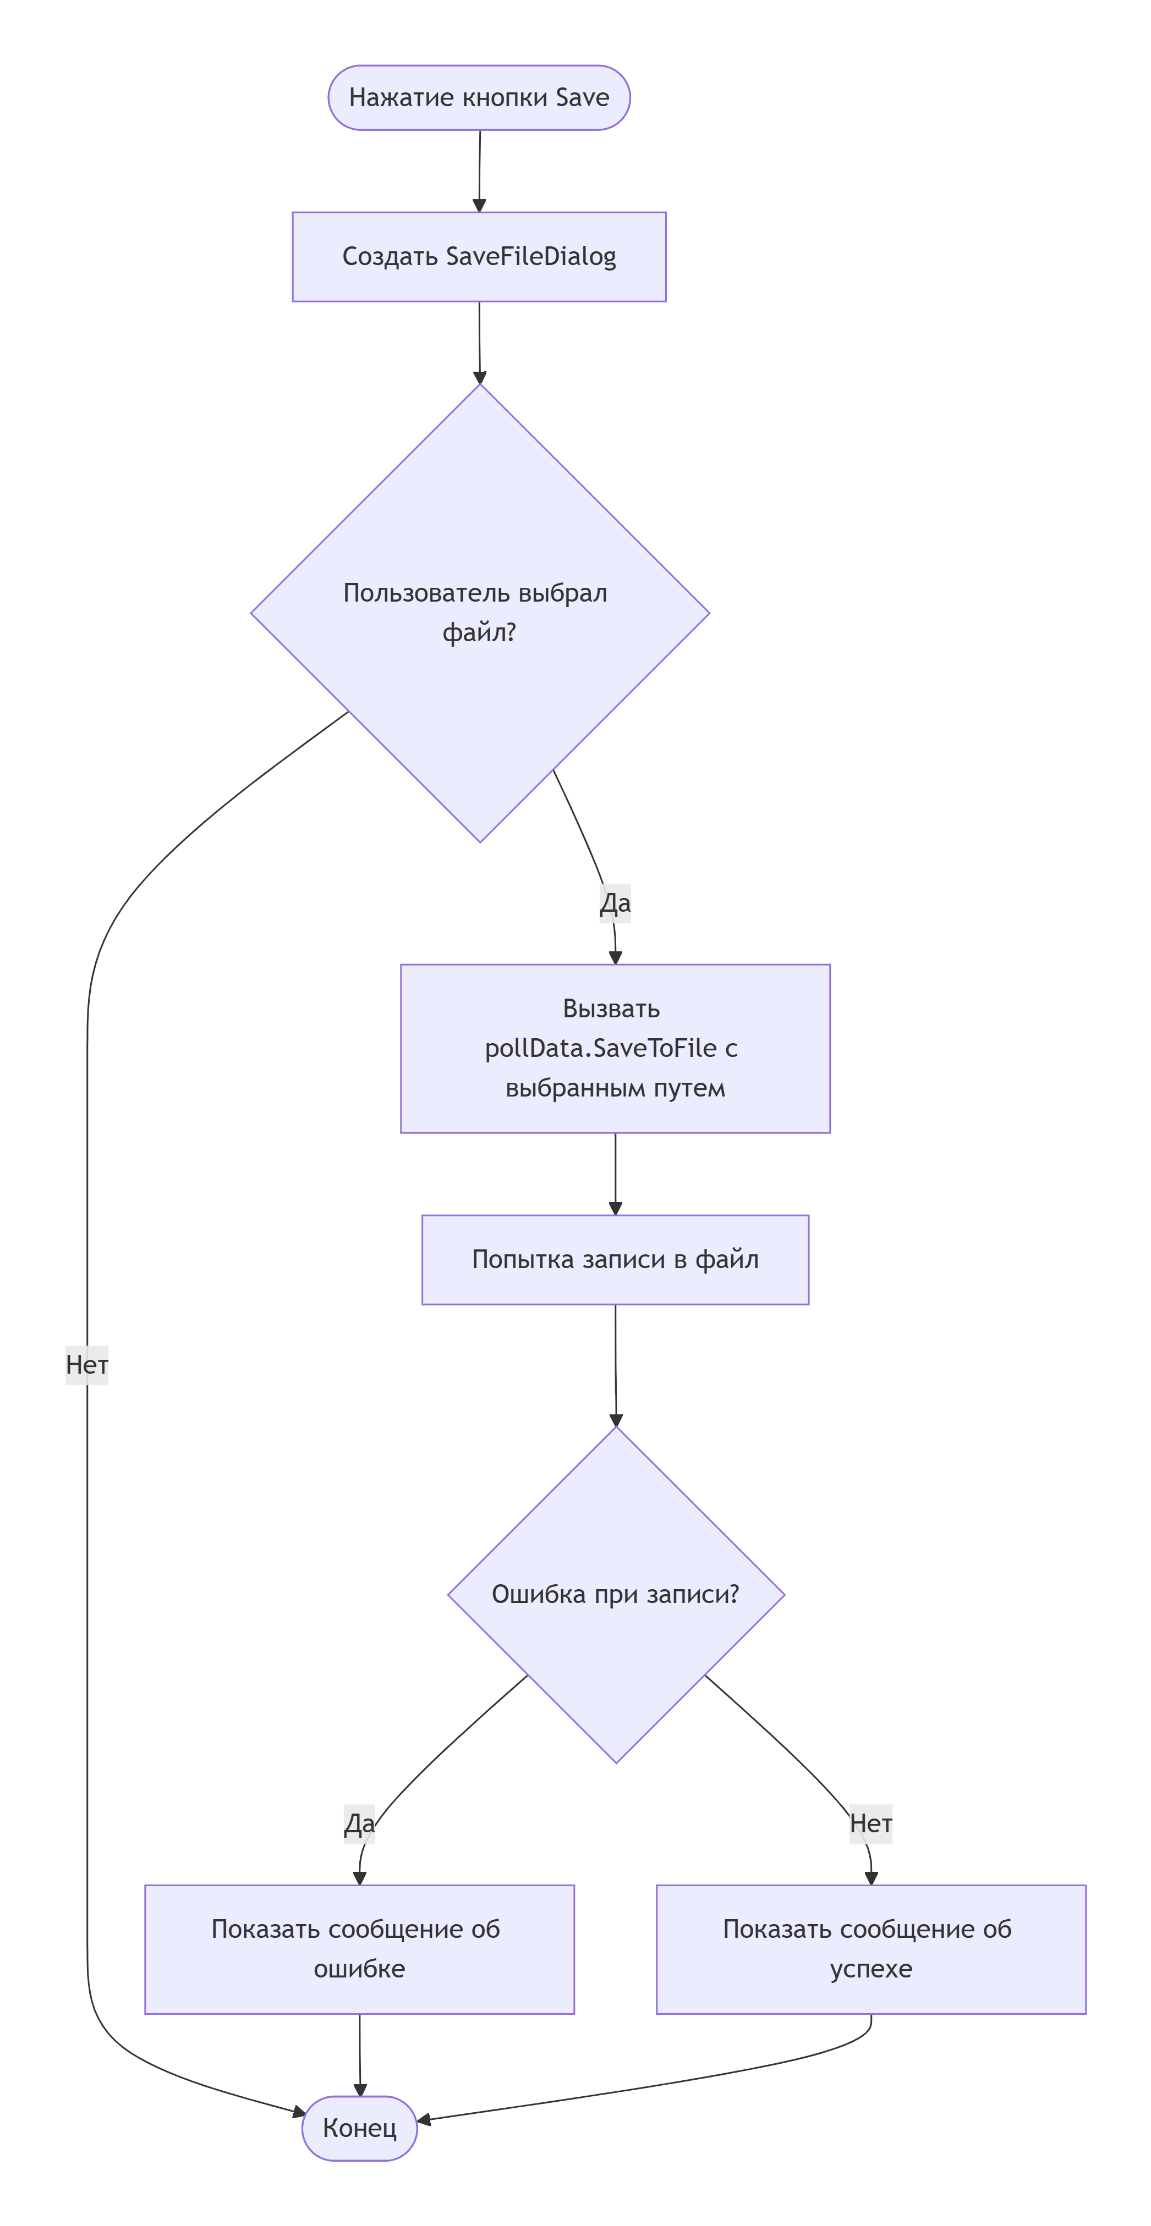 Нажатие кнопки Save
Создать SaveFileDialog
Пользователь выбрал
файл?
Да
Вызвать
pollData.SaveToFile с
выбранным путем
Попытка записи в файл
Нет
Ошибка при записи?
Да
Нет
Показать сообщение об
ошибке
Показать сообщение об
успехе
Конец